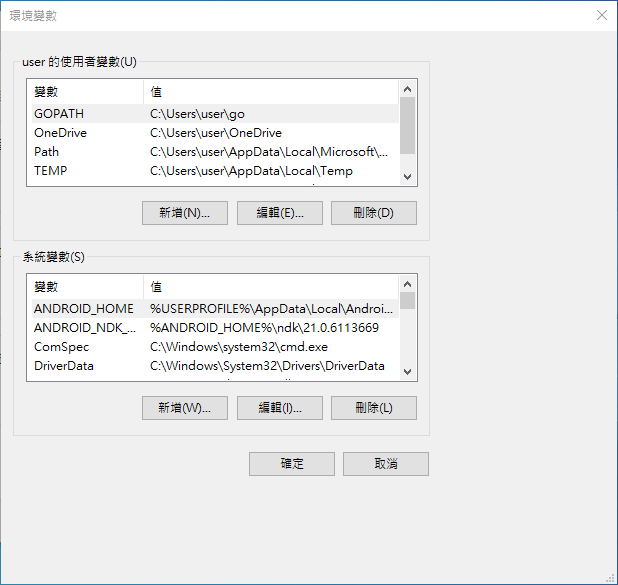 環境變數
user 的使用者變數(U)
變數 值
GOPATH C:\Users\user\go
OneDrive C:\Users\user\OneDrive
Path C:\Users\user\AppData\Local\Microsoft\...
TEMP C:\Users\user\AppData\Local\Temp
新增(N)... 編輯(E)... 刪除(D)
系統變數(S)
變數 值
ANDROID_HOME %USERPROFILE%\AppData\Local\Androi...
ANDROID_NDK_... %ANDROID_HOME%\ndk\21.0.6113669
ComSpec C:\Windows\system32\cmd.exe
DriverData C:\Windows\System32\Drivers\DriverData
新增(W)... 編輯(I)... 刪除(L)
確定 取消